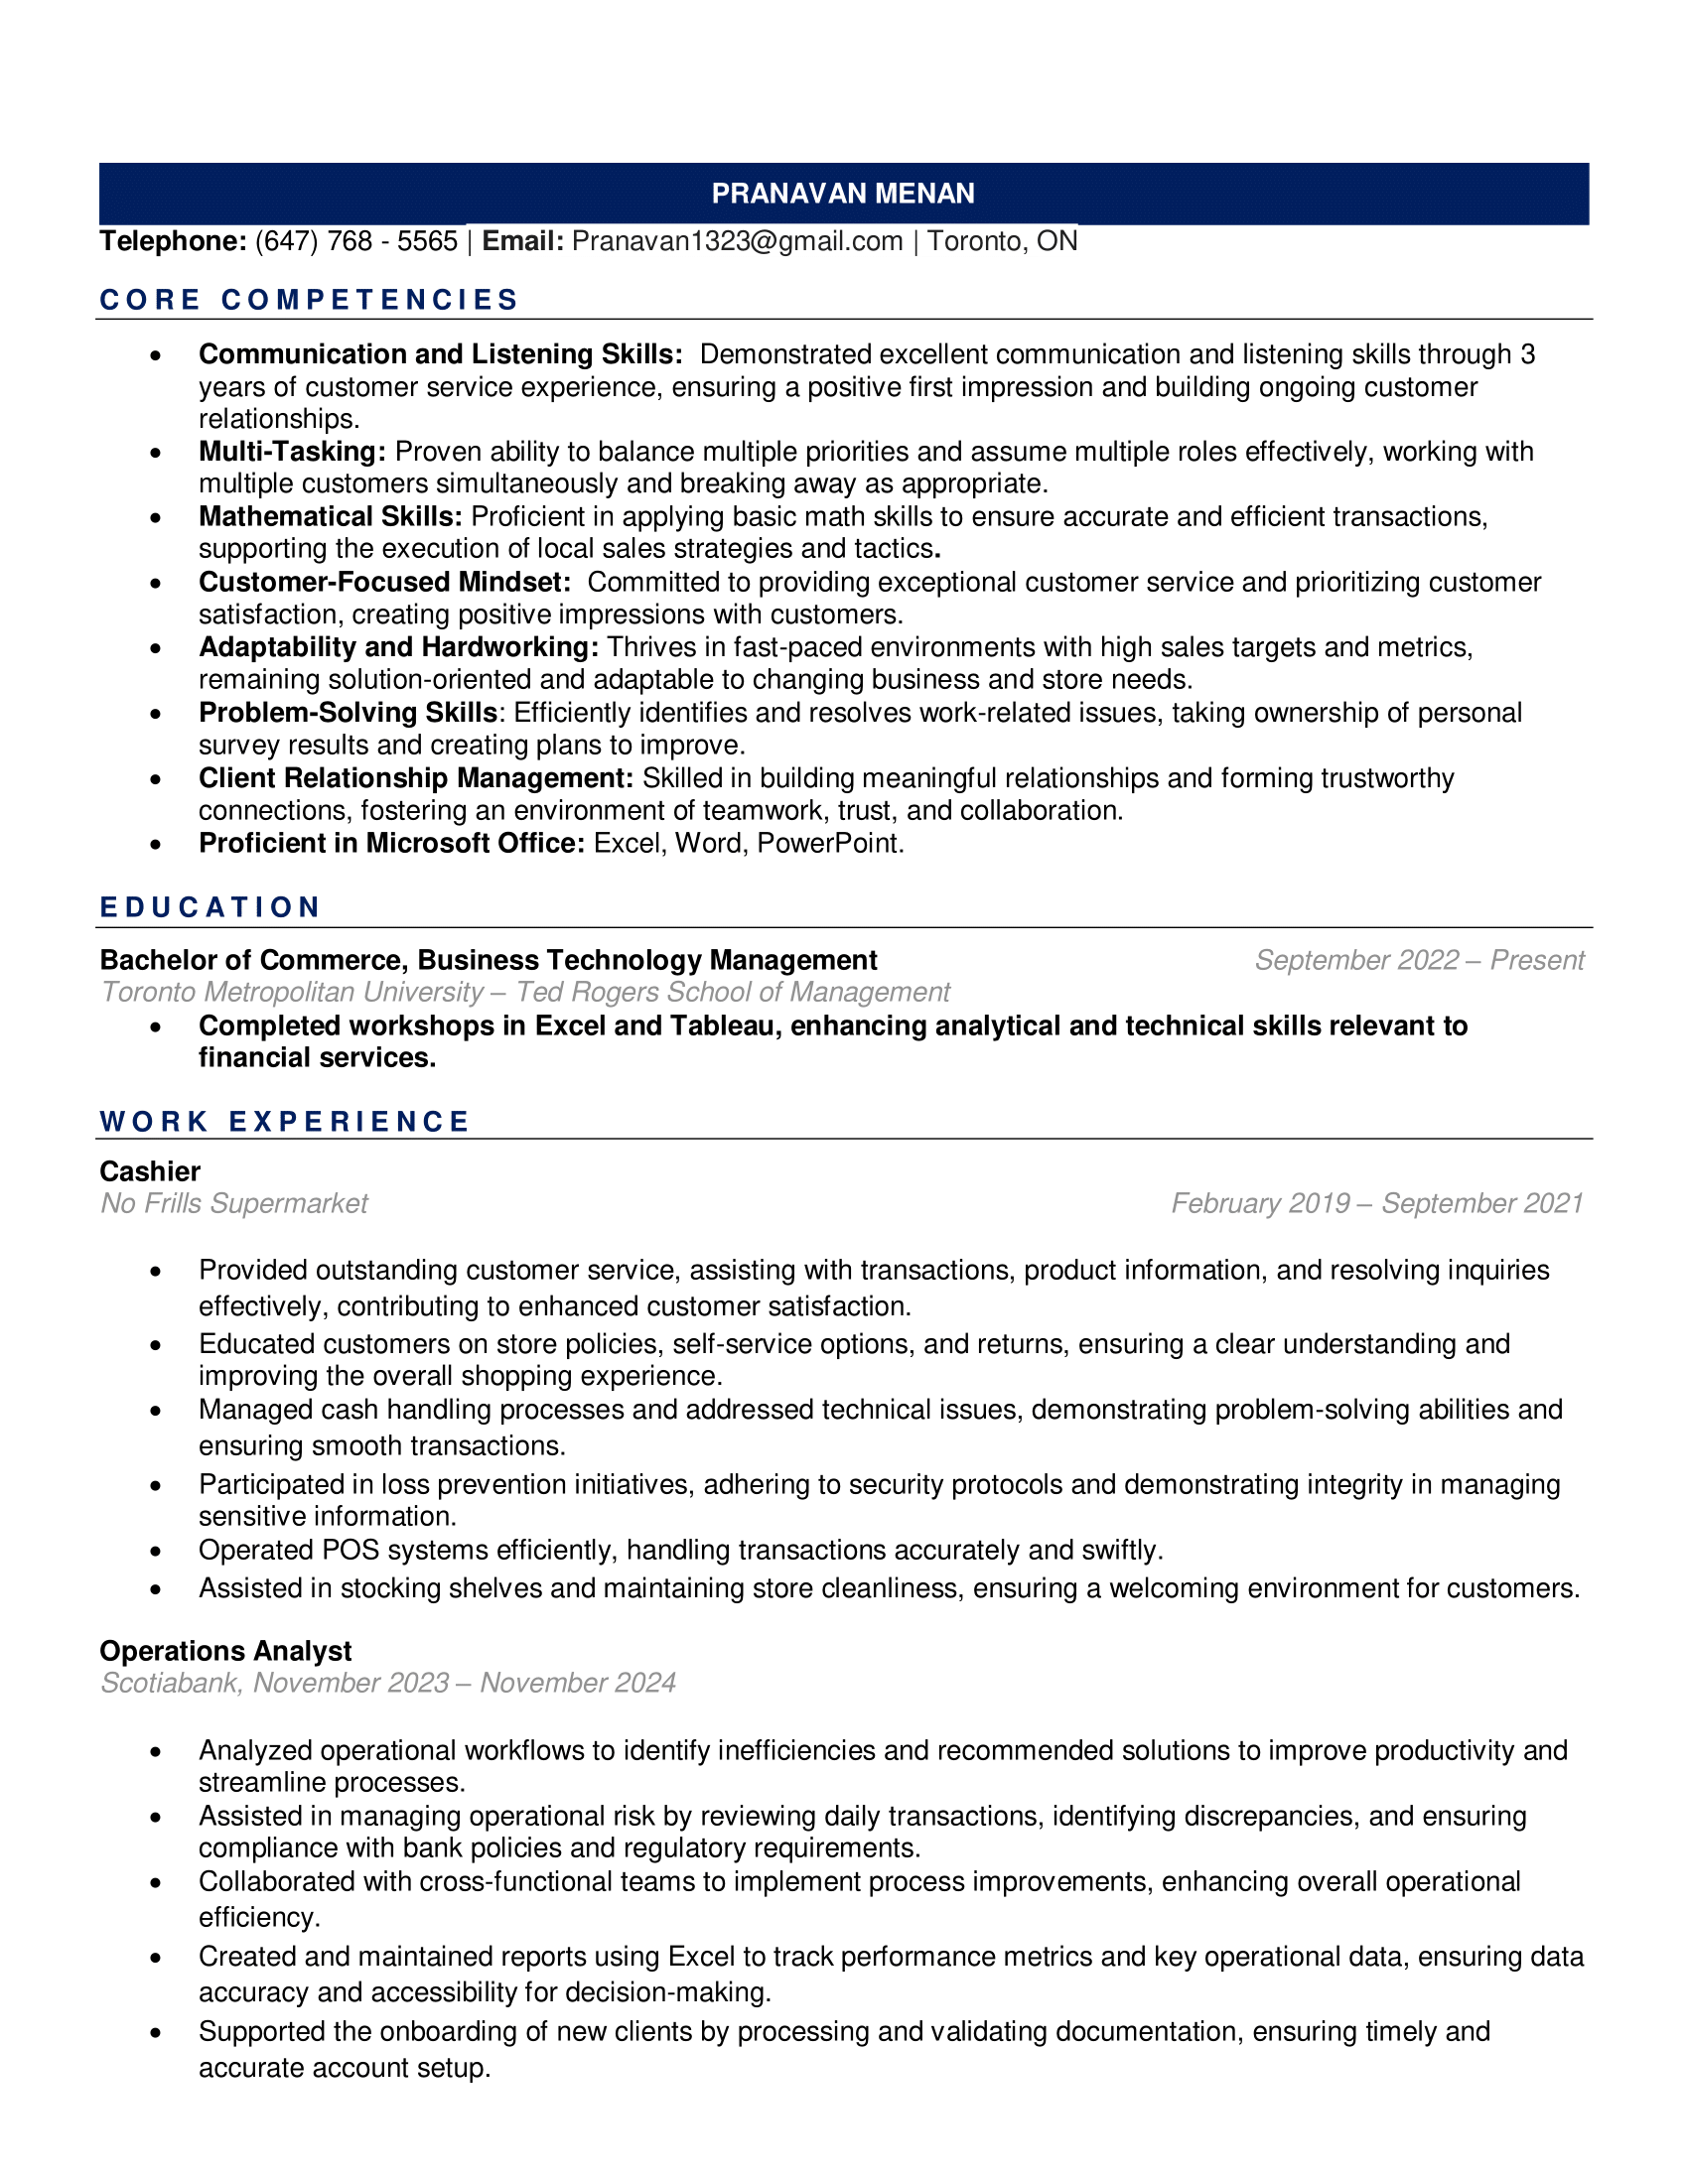 PRANAVAN MENAN
Telephone: (647) 768 - 5565 | Email: Pranavan1323@gmail.com | Toronto, ON
CORE COMPETENCIES
• Communication and Listening Skills:  Demonstrated excellent communication and listening skills through 3
years of customer service experience, ensuring a positive first impression and building ongoing customer
relationships.
• Multi-Tasking: Proven ability to balance multiple priorities and assume multiple roles effectively, working with
multiple customers simultaneously and breaking away as appropriate.
• Mathematical Skills: Proficient in applying basic math skills to ensure accurate and efficient transactions,
supporting the execution of local sales strategies and tactics.
• Customer-Focused Mindset:  Committed to providing exceptional customer service and prioritizing customer
satisfaction, creating positive impressions with customers.
• Adaptability and Hardworking: Thrives in fast-paced environments with high sales targets and metrics,
remaining solution-oriented and adaptable to changing business and store needs.
• Problem-Solving Skills: Efficiently identifies and resolves work-related issues, taking ownership of personal
survey results and creating plans to improve.
• Client Relationship Management: Skilled in building meaningful relationships and forming trustworthy
connections, fostering an environment of teamwork, trust, and collaboration.
• Proficient in Microsoft Office: Excel, Word, PowerPoint.
EDUCATION
Bachelor of Commerce, Business Technology Management September 2022 – Present
Toronto Metropolitan University – Ted Rogers School of Management
• Completed workshops in Excel and Tableau, enhancing analytical and technical skills relevant to
financial services.
WORK EXPERIENCE
Cashier
No Frills Supermarket February 2019 – September 2021
• Provided outstanding customer service, assisting with transactions, product information, and resolving inquiries
effectively, contributing to enhanced customer satisfaction.
• Educated customers on store policies, self-service options, and returns, ensuring a clear understanding and
improving the overall shopping experience.
• Managed cash handling processes and addressed technical issues, demonstrating problem-solving abilities and
ensuring smooth transactions.
• Participated in loss prevention initiatives, adhering to security protocols and demonstrating integrity in managing
sensitive information.
• Operated POS systems efficiently, handling transactions accurately and swiftly.
• Assisted in stocking shelves and maintaining store cleanliness, ensuring a welcoming environment for customers.
Operations Analyst
Scotiabank, November 2023 – November 2024
• Analyzed operational workflows to identify inefficiencies and recommended solutions to improve productivity and
streamline processes.
• Assisted in managing operational risk by reviewing daily transactions, identifying discrepancies, and ensuring
compliance with bank policies and regulatory requirements.
• Collaborated with cross-functional teams to implement process improvements, enhancing overall operational
efficiency.
• Created and maintained reports using Excel to track performance metrics and key operational data, ensuring data
accuracy and accessibility for decision-making.
• Supported the onboarding of new clients by processing and validating documentation, ensuring timely and
accurate account setup.